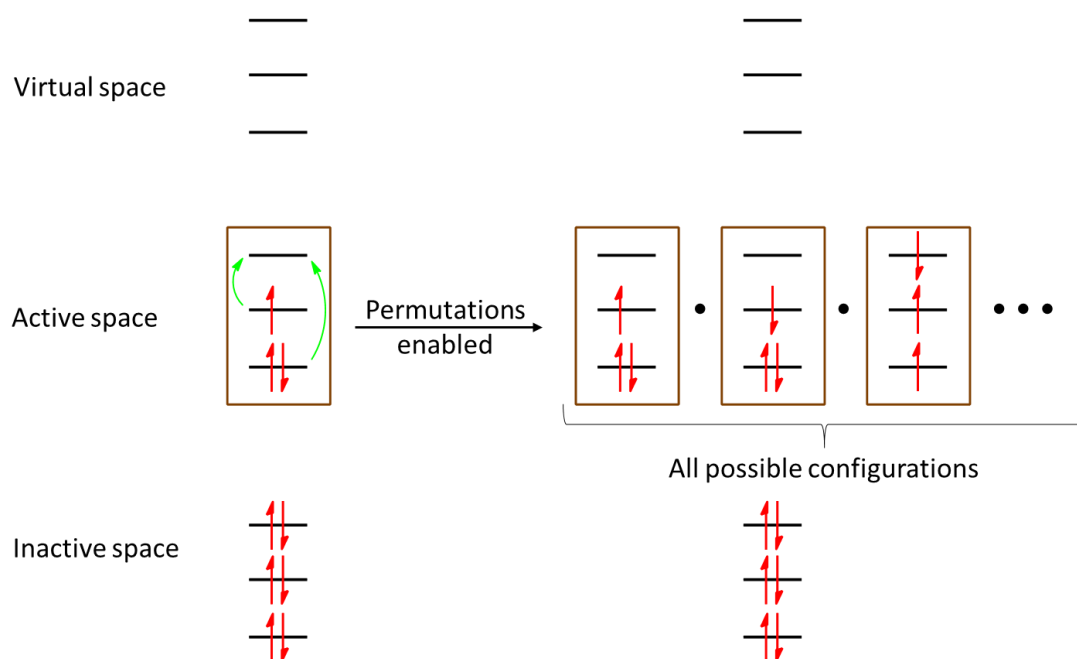 Virtual space
Active space
Permutations
enabled
All possible configurations
Inactive space